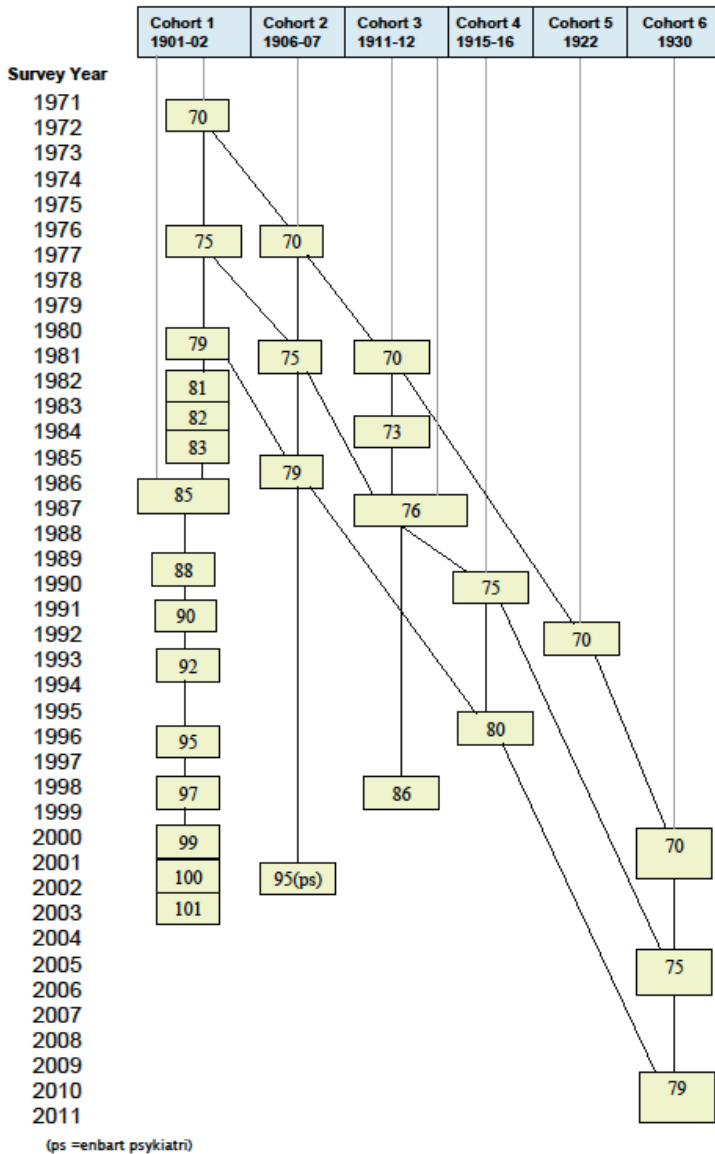 Cohort 1 Cohort 2 Cohort 3 Cohort 4 Cohort 5 Cohort 6
1901-02 1906-07 1911-12 1915-16 1922 1930
Survey Year
1971
1972 70
1973
1974
1975
1976
1977 75 70
1978
1979
1980
1981 79 75 70
1982 81
1983 82
1984 83 73
1985
1986 79
1987 85 76
1988
1989
1990 88 75
1991 90
1992 70
1993 92
1994
1995
1996 95 80
1997
1998 97 86
1999
2000 99 70
2001
2002 100 95(ps)
2003 101
2004
2005 75
2006
2007
2008
2009
2010 79
2011
(ps =enbart psykiatri)